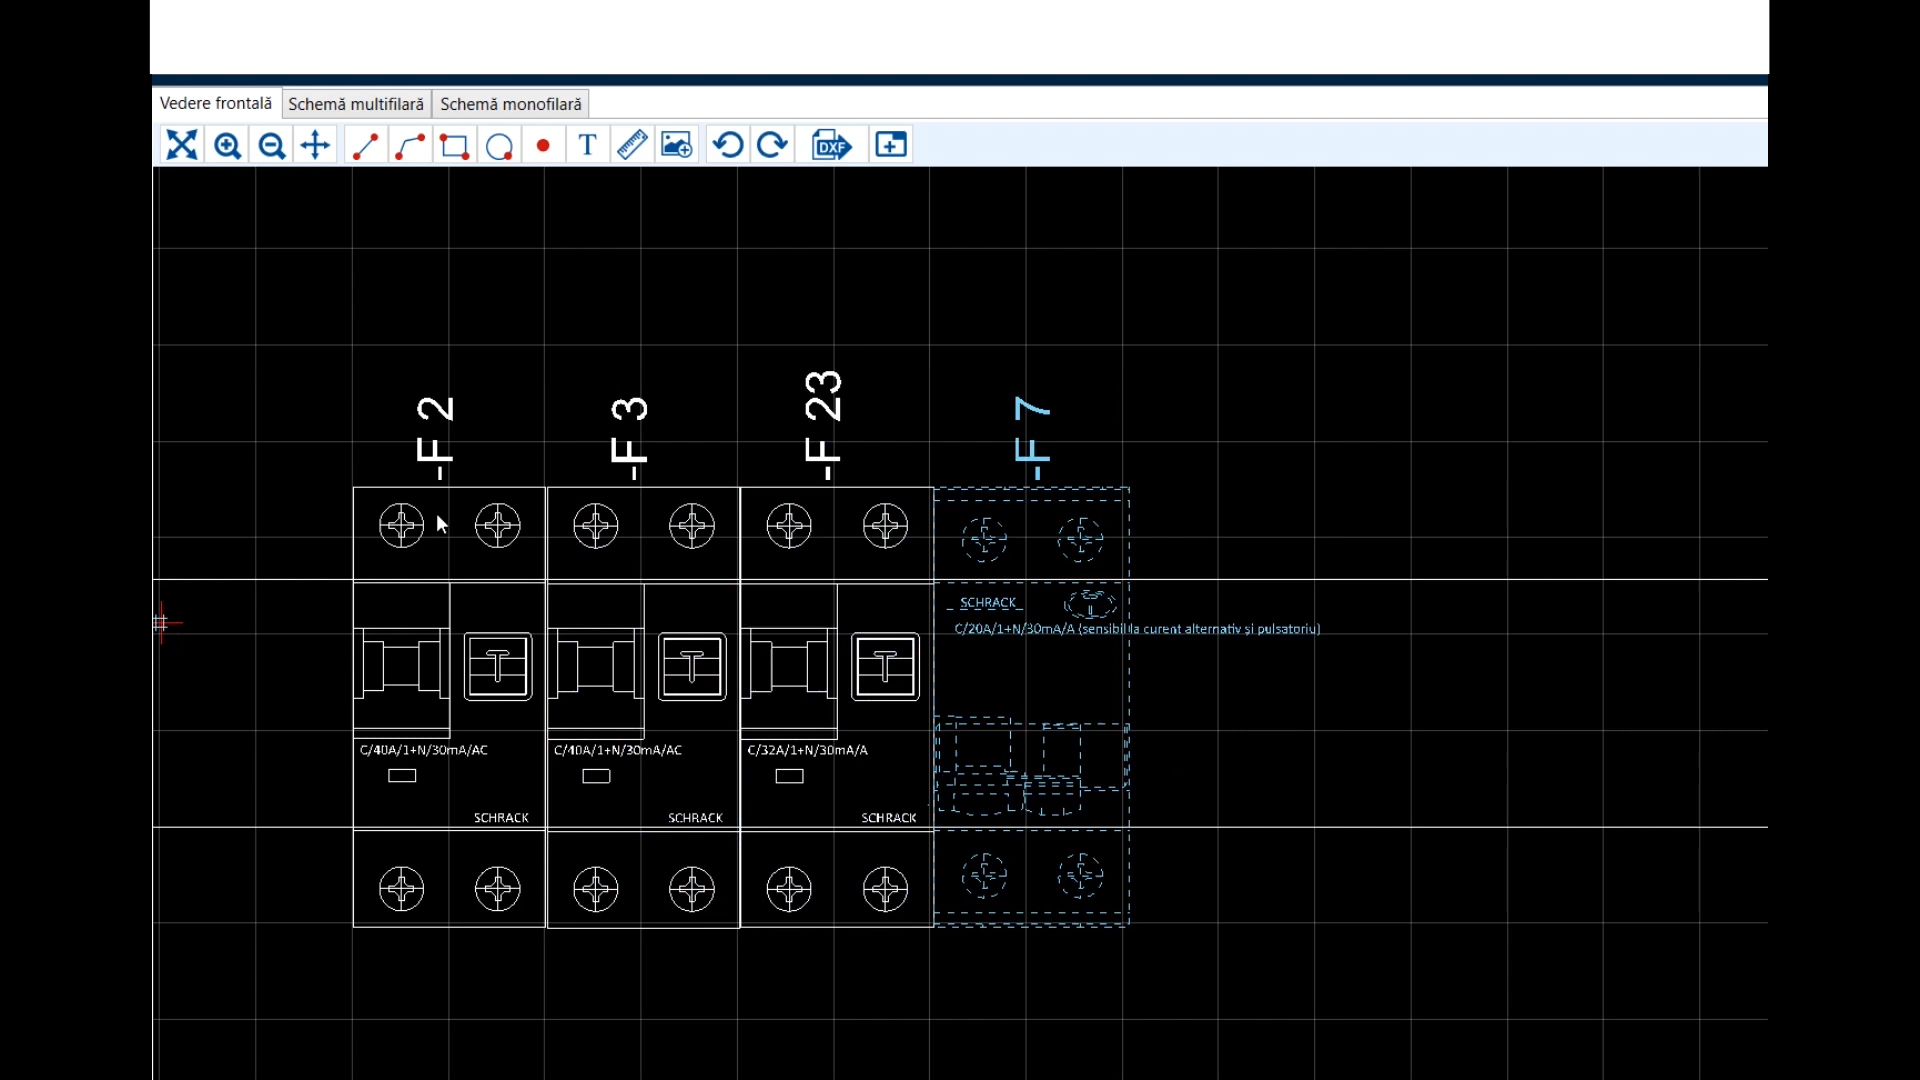 Vedere frontală Schemă multifilară Schemă monofilară
T DXF
-F 2 -F 3 -F 23 -F 7
SCHRACK
C/20A/1+N/30mA/A (sensibil la curent alternativ și pulsatoriu)
C/40A/1+N/30mA/AC C/40A/1+N/30mA/AC C/32A/1+N/30mA/A
SCHRACK SCHRACK SCHRACK